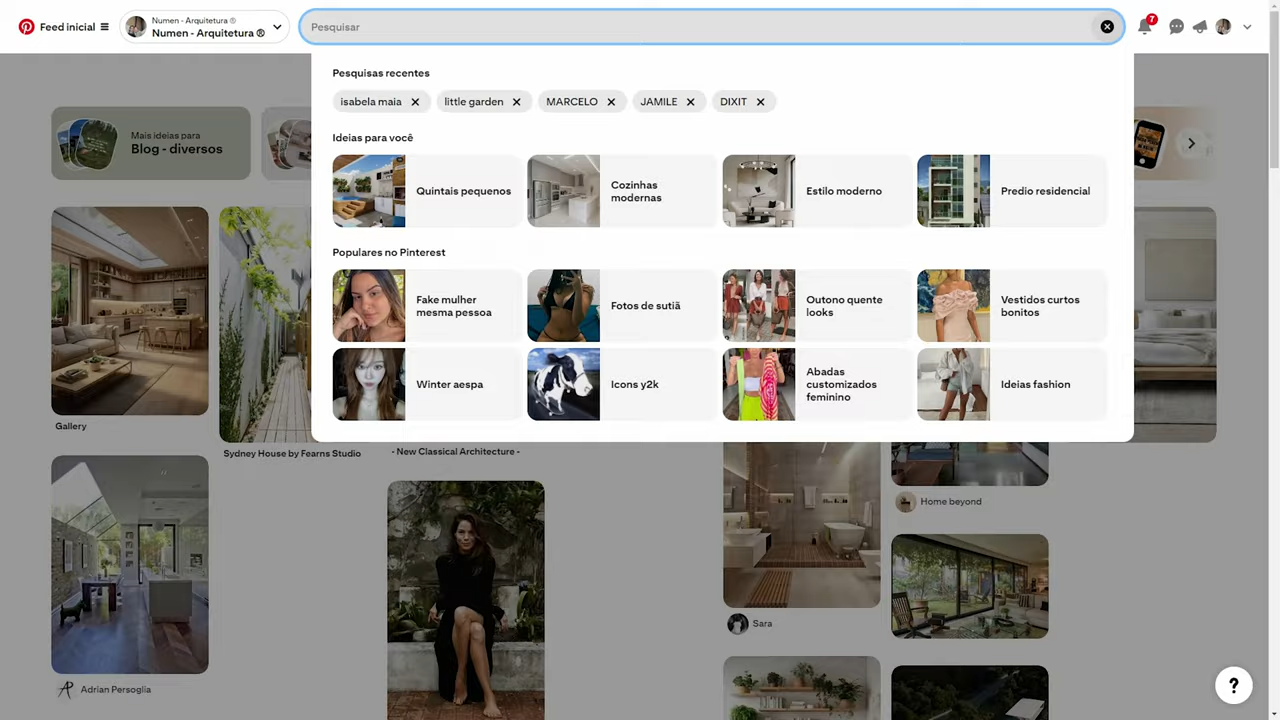 Feed inicial
Numen - Arquitetura ®
Numen - Arquitetura ®
Pesquisar
7
Pesquisas recentes
isabela maia
little garden
MARCELO
JAMILE
DIXIT
Mais ideias para
Blog - diversos
Ideias para você
Quintais pequenos
Cozinhas
modernas
Estilo moderno
Predio residencial
Populares no Pinterest
Fake mulher
mesma pessoa
Fotos de sutiã
Outono quente
looks
Vestidos curtos
bonitos
Winter aespa
Icons y2k
Abadas
customizados
feminino
Ideias fashion
Gallery
Sydney House by Fearns Studio
- New Classical Architecture -
Home beyond
Sara
Adrian Persoglia
?